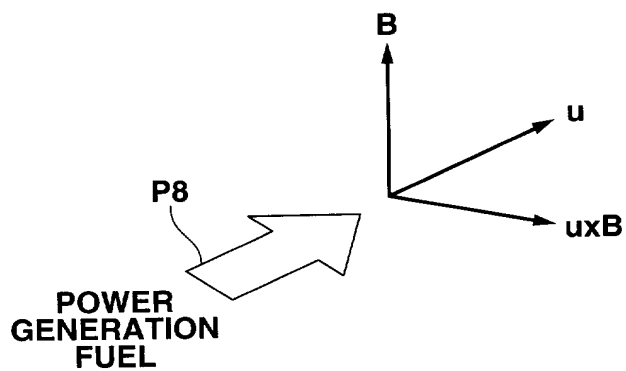 B
u
uxB
P8
POWER
GENERATION
FUEL